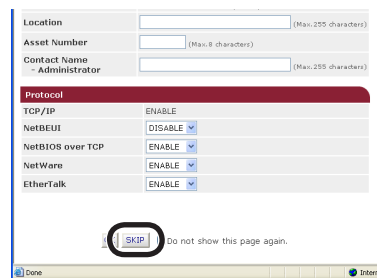 Location (Max.255 characters)
Asset Number (Max.8 characters)
Contact Name
- Administrator (Max.255 characters)
Protocol
TCP/IP ENABLE
NetBEUI DISABLE
NetBIOS over TCP ENABLE
NetWare ENABLE
EtherTalk ENABLE
SKIP Do not show this page again.
Done